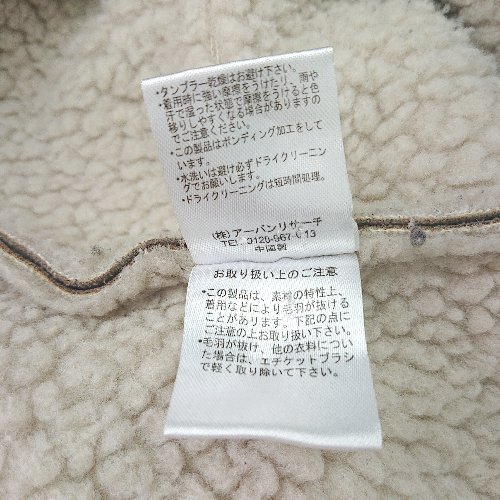 ・タンブラー乾燥はお避け下さい。
・着用時に強い摩擦をうけたり、雨や
汗で湿った状態で摩擦をうけると色
移りしやすくなる場合がありますの
でご注意ください。
・この製品はボンディング加工をして
います。
・水洗いは避け必ずドライクリーニン
グでお願いします。
・ドライクリーニングは短時間処理。
(株)アーバンリサーチ
TEL 0120-967-013
中国製
お取り扱い上のご注意
・この製品は、素材の特性上、
着用などにより毛羽が抜ける
ことがあります。下記の点に
ご注意の上お取り扱い下さい。
・毛羽が抜け、他の衣料につい
た場合は、エチケットブラシ
で軽く取り除いて下さい。